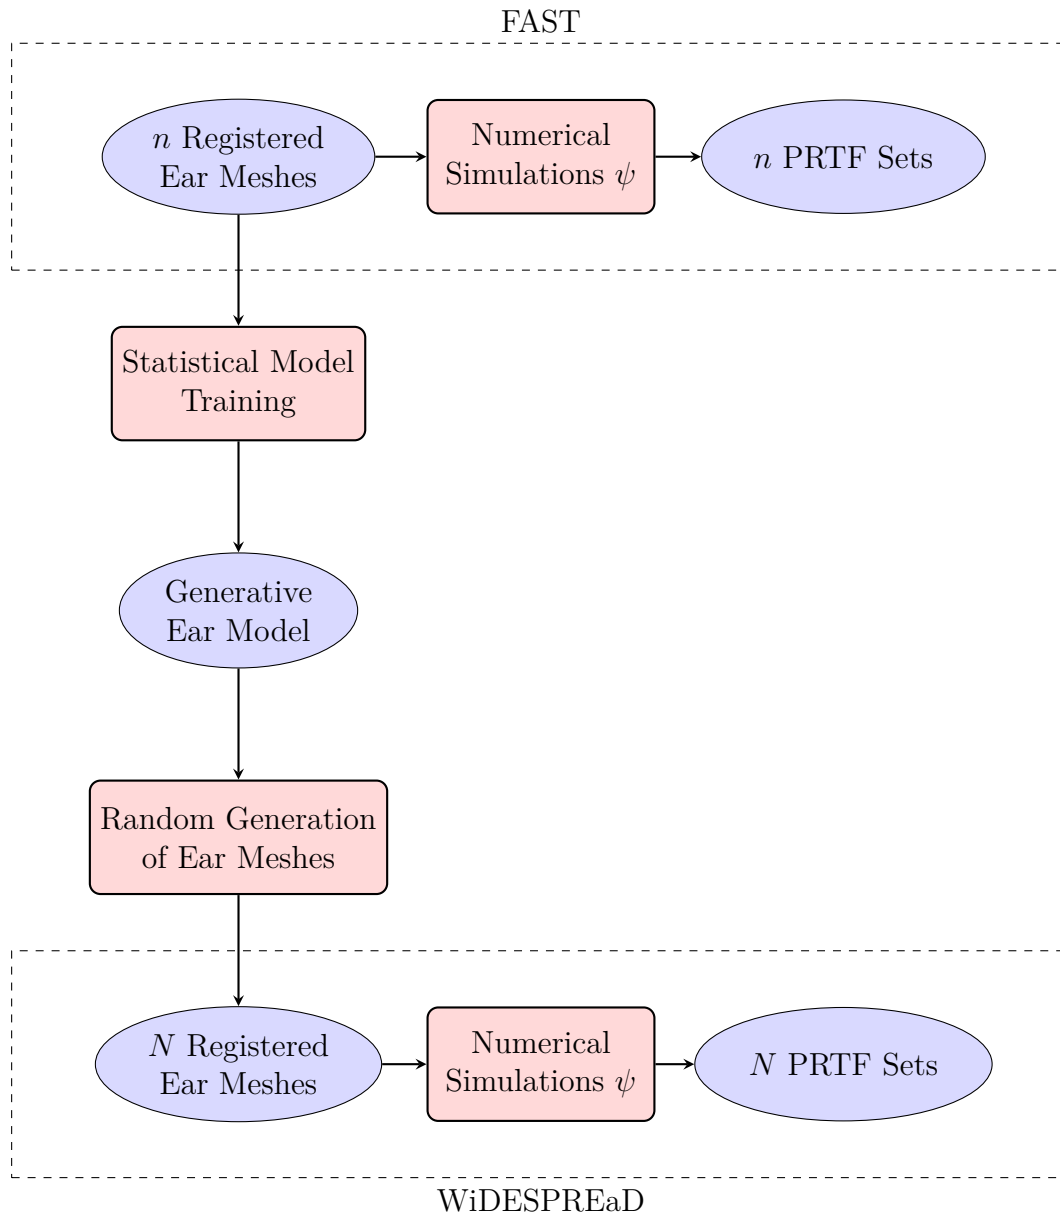 FAST
n Registered
Ear Meshes
Numerical
Simulations ψ
n PRTF Sets
Statistical Model
Training
Generative
Ear Model
Random Generation
of Ear Meshes
N Registered
Ear Meshes
Numerical
Simulations ψ
N PRTF Sets
WiDESPREaD